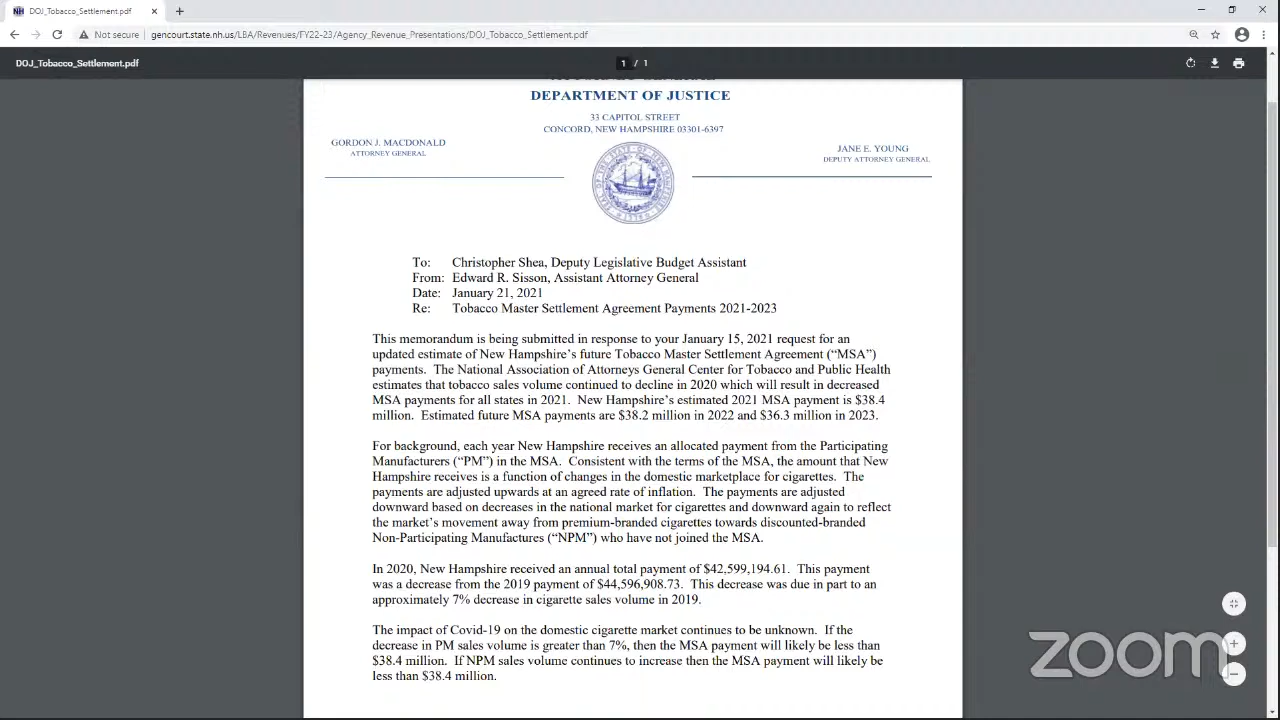 DOJ_Tobacco_Settlement.pdf
Not secure
gencourt.state.nh.us/LBA/Revenues/FY22-23/Agency_Revenue_Presentations/DOJ_Tobacco_Settlement.pdf
DOJ_Tobacco_Settlement.pdf
1 / 1
DEPARTMENT OF JUSTICE
33 CAPITOL STREET
CONCORD, NEW HAMPSHIRE 03301-6397
GORDON J. MACDONALD
ATTORNEY GENERAL
JANE E. YOUNG
DEPUTY ATTORNEY GENERAL
To: Christopher Shea, Deputy Legislative Budget Assistant
From: Edward R. Sisson, Assistant Attorney General
Date: January 21, 2021
Re: Tobacco Master Settlement Agreement Payments 2021-2023
This memorandum is being submitted in response to your January 15, 2021 request for an
updated estimate of New Hampshire's future Tobacco Master Settlement Agreement (“MSA”)
payments. The National Association of Attorneys General Center for Tobacco and Public Health
estimates that tobacco sales volume continued to decline in 2020 which will result in decreased
MSA payments for all states in 2021. New Hampshire's estimated 2021 MSA payment is $38.4
million. Estimated future MSA payments are $38.2 million in 2022 and $36.3 million in 2023.
For background, each year New Hampshire receives an allocated payment from the Participating
Manufacturers (“PM”) in the MSA. Consistent with the terms of the MSA, the amount that New
Hampshire receives is a function of changes in the domestic marketplace for cigarettes. The
payments are adjusted upwards at an agreed rate of inflation. The payments are adjusted
downward based on decreases in the national market for cigarettes and downward again to reflect
the market's movement away from premium-branded cigarettes towards discounted-branded
Non-Participating Manufactures (“NPM”) who have not joined the MSA.
In 2020, New Hampshire received an annual total payment of $42,599,194.61. This payment
was a decrease from the 2019 payment of $44,596,908.73. This decrease was due in part to an
approximately 7% decrease in cigarette sales volume in 2019.
The impact of Covid-19 on the domestic cigarette market continues to be unknown. If the
decrease in PM sales volume is greater than 7%, then the MSA payment will likely be less than
$38.4 million. If NPM sales volume continues to increase then the MSA payment will likely be
less than $38.4 million.
zoom